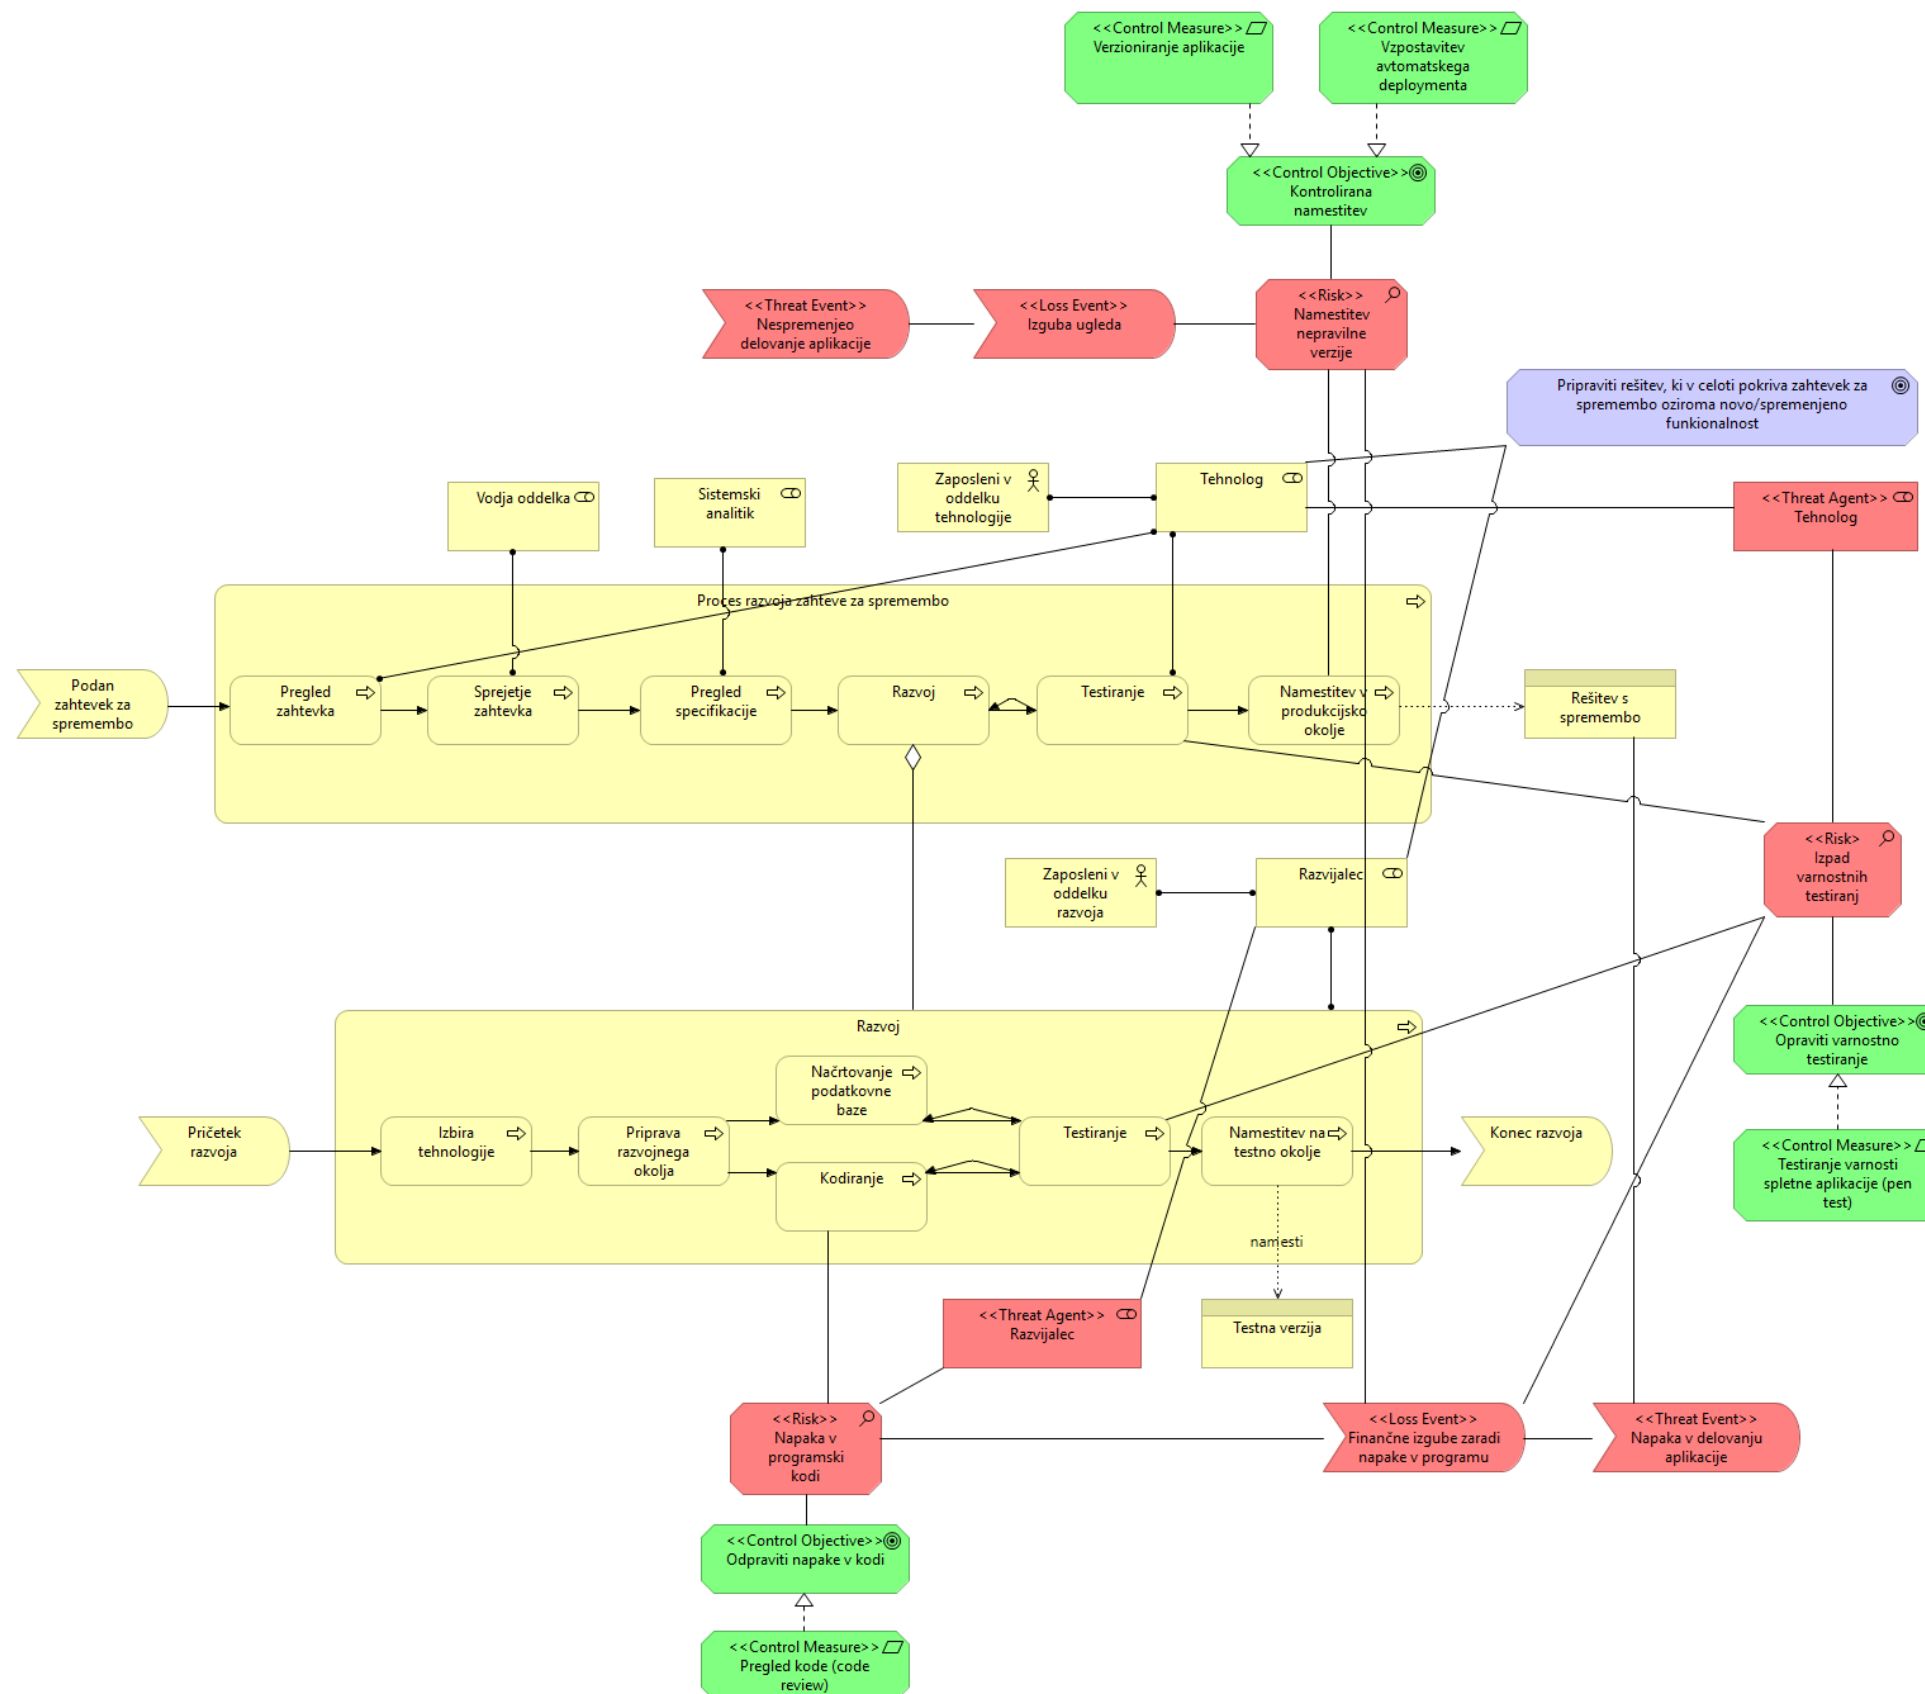 <<Control Measure>>
Verzioniranje aplikacije
<<Control Measure>>
Vzpostavitev
avtomatskega
deploymenta
<<Control Objective>>
Kontrolirana
namestitev
<<Threat Event>>
Nespremenjeo
delovanje aplikacije
<<Loss Event>>
Izguba ugleda
<<Risk>>
Namestitev
nepravilne
verzije
Pripraviti rešitev, ki v celoti pokriva zahtevek za
spremembo oziroma novo/spremenjeno
funkionalnost
Vodja oddelka
Sistemski
analitik
Zaposleni v
oddelku
tehnologije
Tehnolog
<<Threat Agent>>
Tehnolog
Proces razvoja zahteve za spremembo
Podan
zahtevek za
spremembo
Pregled
zahtevka
Sprejetje
zahtevka
Pregled
specifikacije
Razvoj
Testiranje
Namestitev v
produkcijsko
okolje
Rešitev s
spremembo
<<Risk>
Izpad
varnostnih
testiranj
Zaposleni v
oddelku
razvoja
Razvijalec
<<Control Objective>>
Opraviti varnostno
testiranje
Razvoj
Pričetek
razvoja
Izbira
tehnologije
Priprava
razvojnega
okolja
Načrtovanje
podatkovne
baze
Kodiranje
Testiranje
Namestitev na
testno okolje
Konec razvoja
<<Control Measure>>
Testiranje varnosti
spletne aplikacije (pen
test)
namesti
<<Threat Agent>>
Razvijalec
Testna verzija
<<Risk>>
Napaka v
programski
kodi
<<Loss Event>>
Finančne izgube zaradi
napake v programu
<<Threat Event>>
Napaka v delovanju
aplikacije
<<Control Objective>>
Odpraviti napake v kodi
<<Control Measure>>
Pregled kode (code
review)